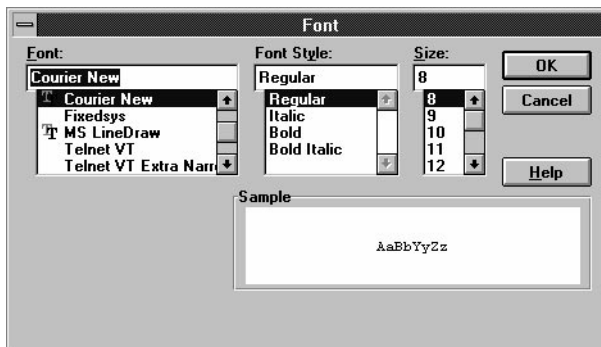 Font
Font:
Font Style:
Size:
Courier New
Regular
8
OK
Courier New
Fixedsys
MS LineDraw
Telnet VT
Telnet VT Extra Narr
Regular
Italic
Bold
Bold Italic
8
9
10
11
12
Cancel
Help
Sample
AaBbYyZz